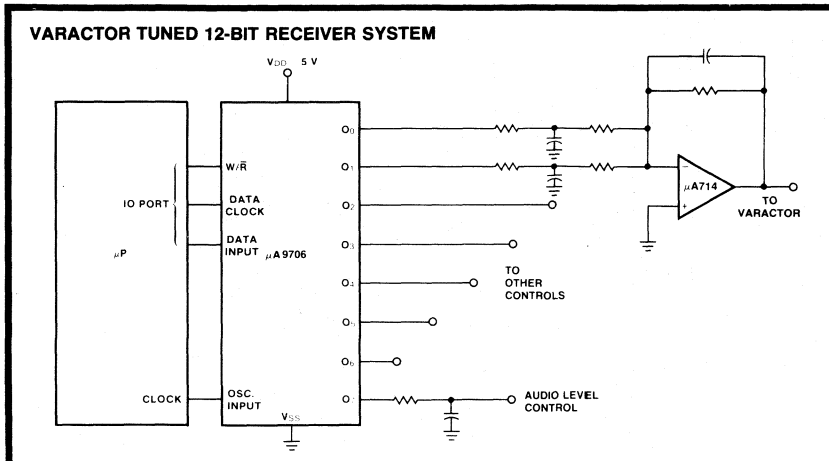 VARACTOR TUNED 12-BIT RECEIVER SYSTEM
VDD 5 V
O0
W/R̅
O1
IO PORT
DATA
CLOCK
O2
μA714
−
+
TO
VARACTOR
DATA
INPUT
μP
μA9706
O3
TO
OTHER
CONTROLS
O4
O5
O6
CLOCK
OSC.
INPUT
O7
AUDIO LEVEL
CONTROL
VSS